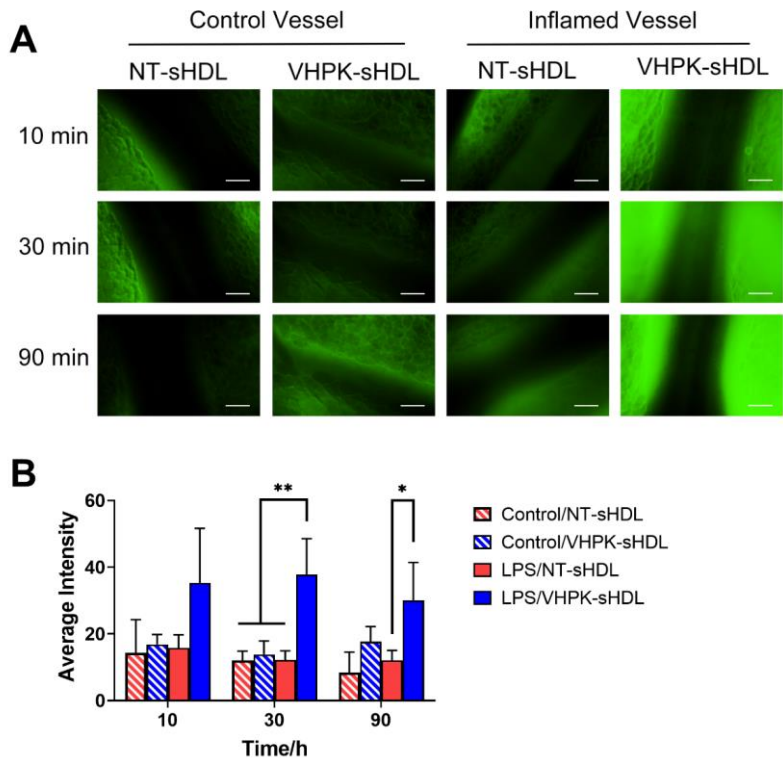 A
Control Vessel
Inflamed Vessel
NT-sHDL VHPK-sHDL NT-sHDL VHPK-sHDL
10 min
30 min
90 min
B
60
40
20
0
Average Intensity
** *
10 30 90
Time/h
Control/NT-sHDL
Control/VHPK-sHDL
LPS/NT-sHDL
LPS/VHPK-sHDL